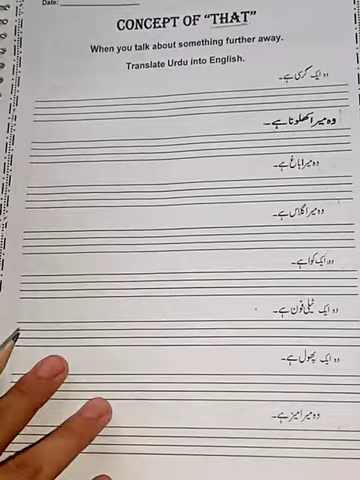 Date:
CONCEPT OF “THAT”
When you talk about something further away.
Translate Urdu into English.
وہ ایک کرسی ہے۔
وہ میرا کھلونا ہے۔
وہ میرا باغ ہے۔
وہ میرا گلاس ہے۔
وہ ایک کوا ہے۔
وہ ایک ٹیلی فون ہے۔
وہ ایک پھول ہے۔
وہ میرا میز ہے۔